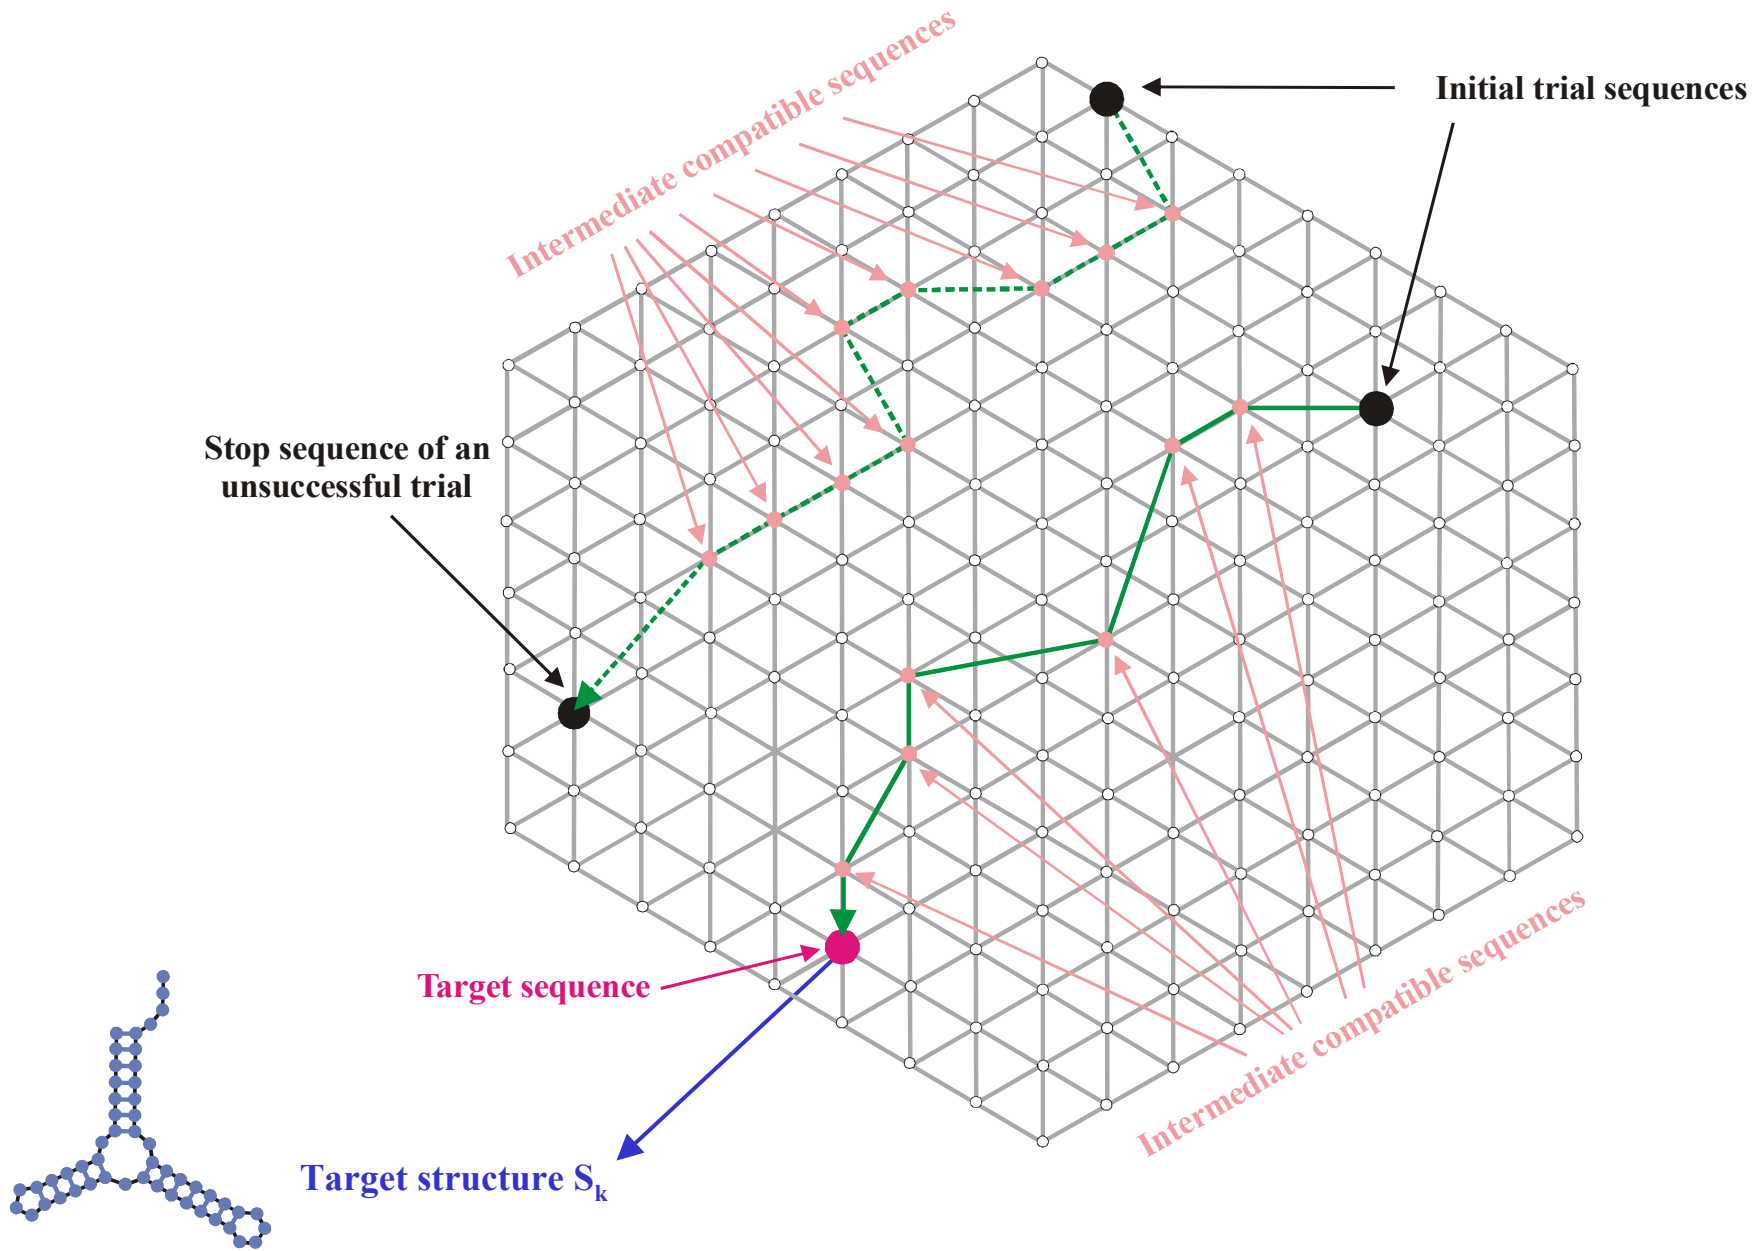 Intermediate compatible sequences
Initial trial sequences
Stop sequence of an
unsuccessful trial
Target sequence
Intermediate compatible sequences
Target structure Sk